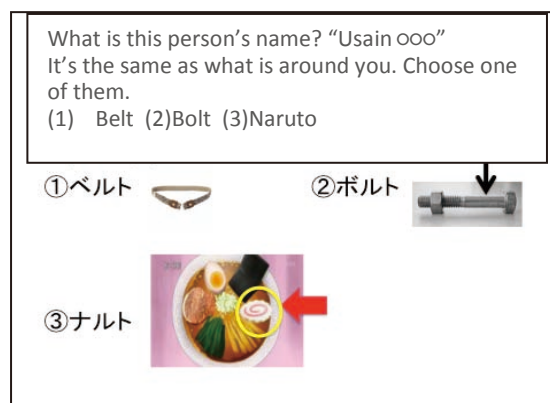 What is this person’s name? “Usain ○○○”
It’s the same as what is around you. Choose one
of them.
(1) Belt (2)Bolt (3)Naruto
①ベルト
②ボルト
③ナルト